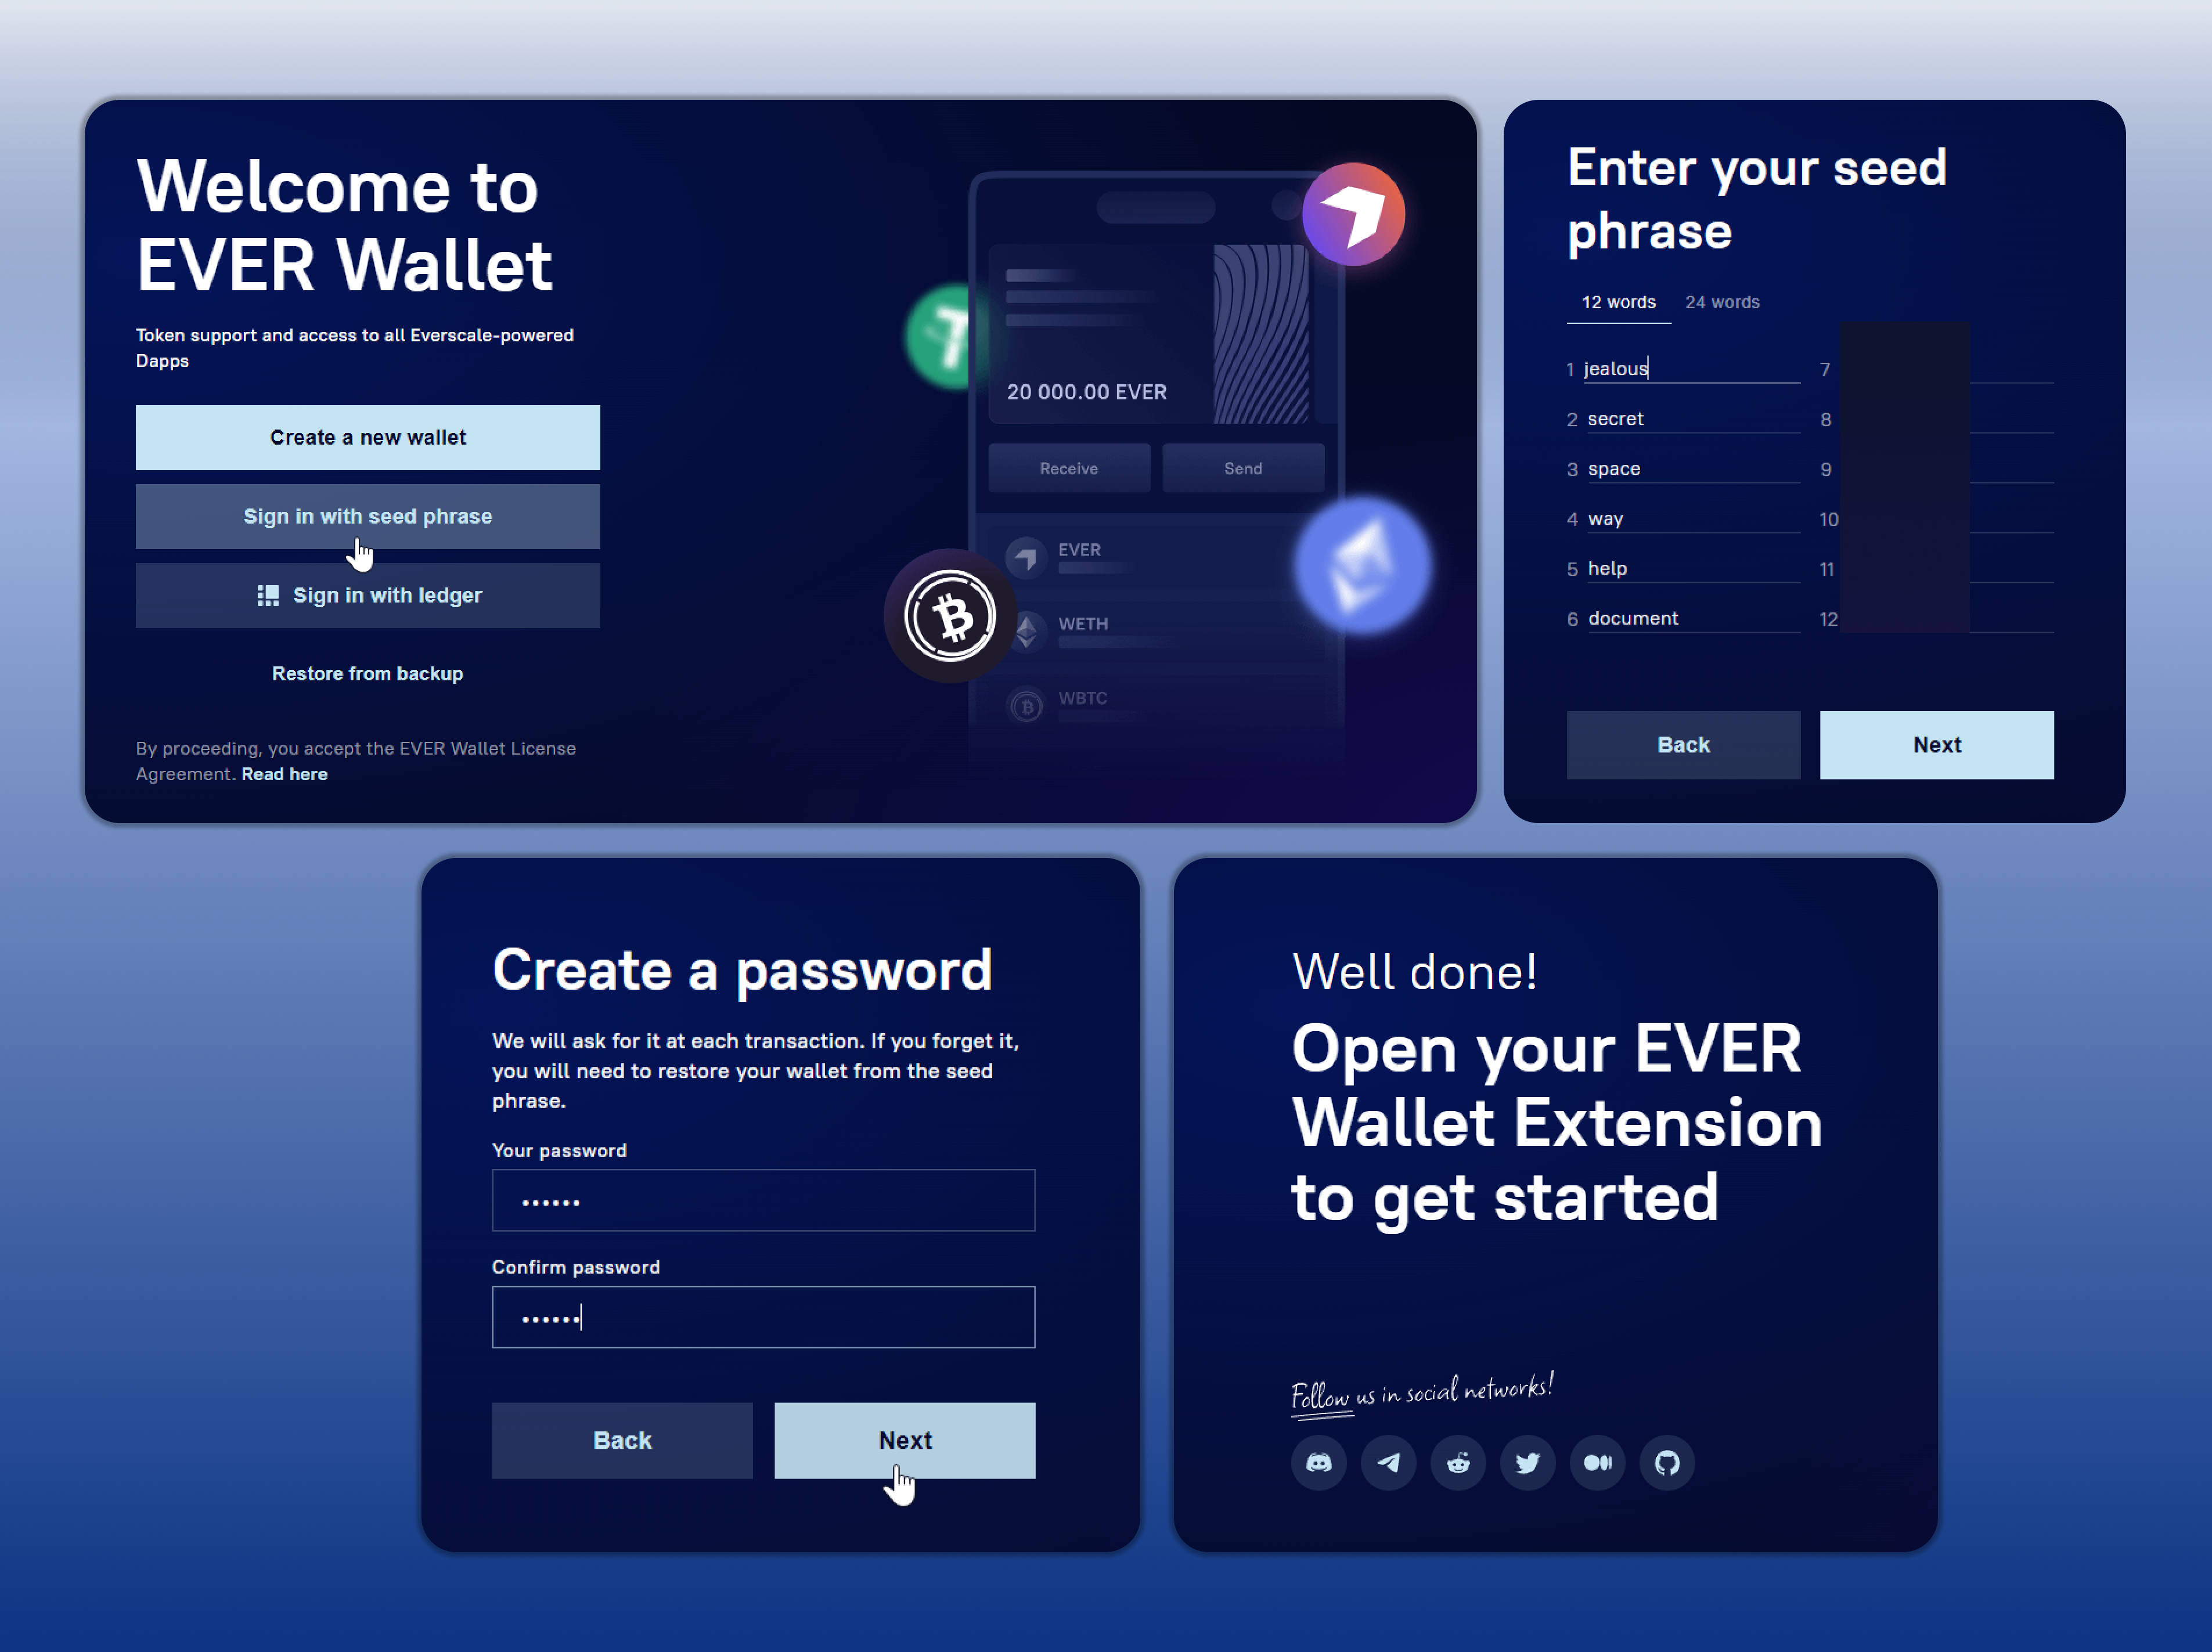 Welcome to
EVER Wallet
Token support and access to all Everscale-powered
Dapps
Create a new wallet
Sign in with seed phrase
Sign in with ledger
Restore from backup
By proceeding, you accept the EVER Wallet License
Agreement. Read here
20 000.00 EVER
Receive
Send
EVER
WETH
WBTC
Enter your seed
phrase
12 words
24 words
1 jealous
2 secret
3 space
4 way
5 help
6 document
7
8
9
10
11
12
Back
Next
Create a password
We will ask for it at each transaction. If you forget it,
you will need to restore your wallet from the seed
phrase.
Your password
••••••
Confirm password
••••••
Back
Next
Well done!
Open your EVER
Wallet Extension
to get started
Follow us in social networks!